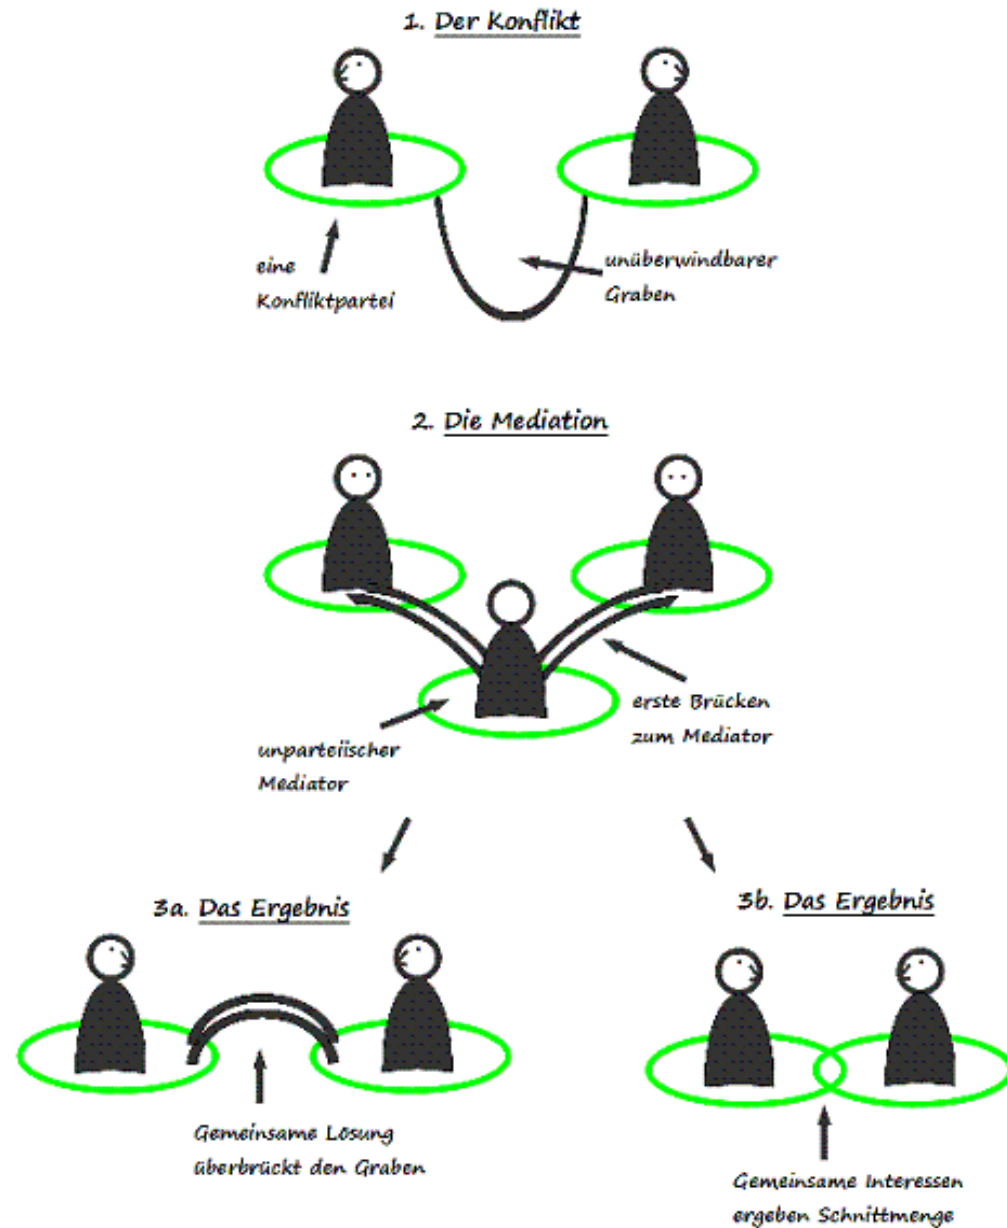 1. Der Konflikt
eine
Konfliktpartei
unüberwindbarer
Graben
2. Die Mediation
unparteiischer
Mediator
erste Brücken
zum Mediator
3a. Das Ergebnis
Gemeinsame Lösung
überbrückt den Graben
3b. Das Ergebnis
Gemeinsame Interessen
ergeben Schnittmenge